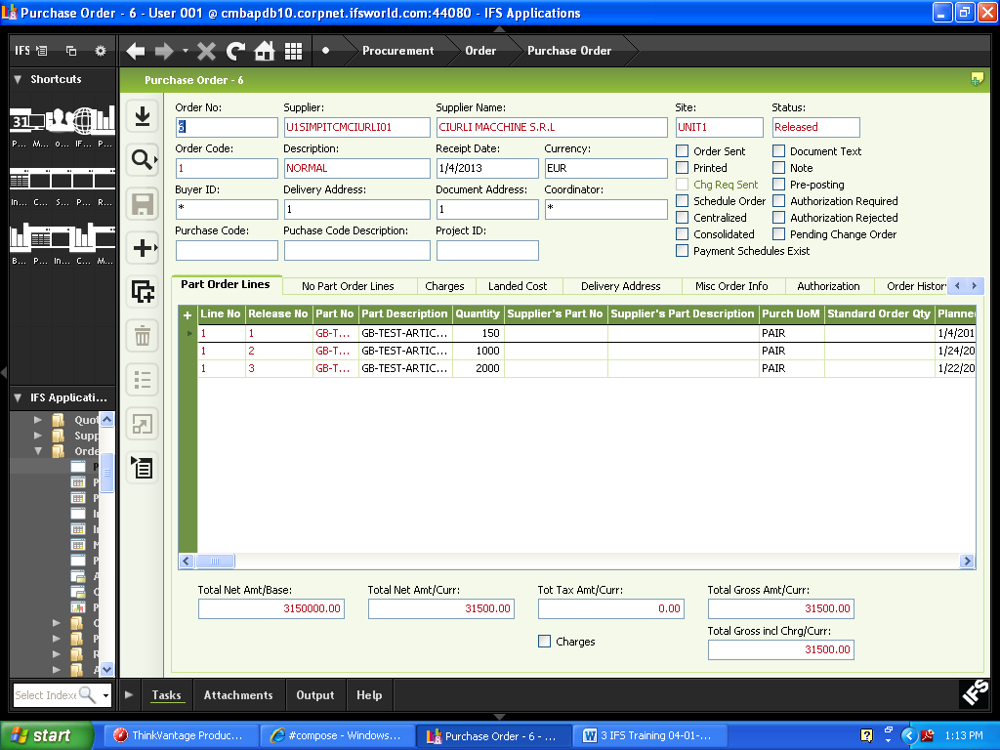 Purchase Order - 6 - User 001 @ cmbapdb10.corpnet.ifsworld.com:44080 - IFS Applications
IFS
Procurement Order Purchase Order
Shortcuts
Purchase Order - 6
31
P... M... o... IF... P...
In... C... S... P... R...
B... P... In... C... M...
Order No: Supplier: Supplier Name: Site: Status:
6 U1SIMPITCMCIURLI01 CIURLI MACCHINE S.R.L UNIT1 Released
Order Code: Description: Receipt Date: Currency:
1 NORMAL 1/4/2013 EUR
Buyer ID: Delivery Address: Document Address: Coordinator:
* 1 1 *
Purchase Code: Puchase Code Description: Project ID:
Order Sent Document Text
Printed Note
Chg Req Sent Pre-posting
Schedule Order Authorization Required
Centralized Authorization Rejected
Consolidated Pending Change Order
Payment Schedules Exist
Part Order Lines No Part Order Lines Charges Landed Cost Delivery Address Misc Order Info Authorization Order Histor
Line No Release No Part No Part Description Quantity Supplier's Part No Supplier's Part Description Purch UoM Standard Order Qty Planne
1 1 GB-T... GB-TEST-ARTIC... 150 PAIR 1/4/201
1 2 GB-T... GB-TEST-ARTIC... 1000 PAIR 1/24/20
1 3 GB-T... GB-TEST-ARTIC... 2000 PAIR 1/22/20
IFS Applicati...
Quot
Supp
Orde
Total Net Amt/Base: Total Net Amt/Curr: Tot Tax Amt/Curr: Total Gross Amt/Curr:
3150000.00 31500.00 0.00 31500.00
Charges Total Gross incl Chrg/Curr:
31500.00
Select Indexe
Tasks Attachments Output Help
IFS
start ThinkVantage Produc... #compose - Windows... Purchase Order - 6 - ... 3 IFS Training 04-01-... 1:13 PM